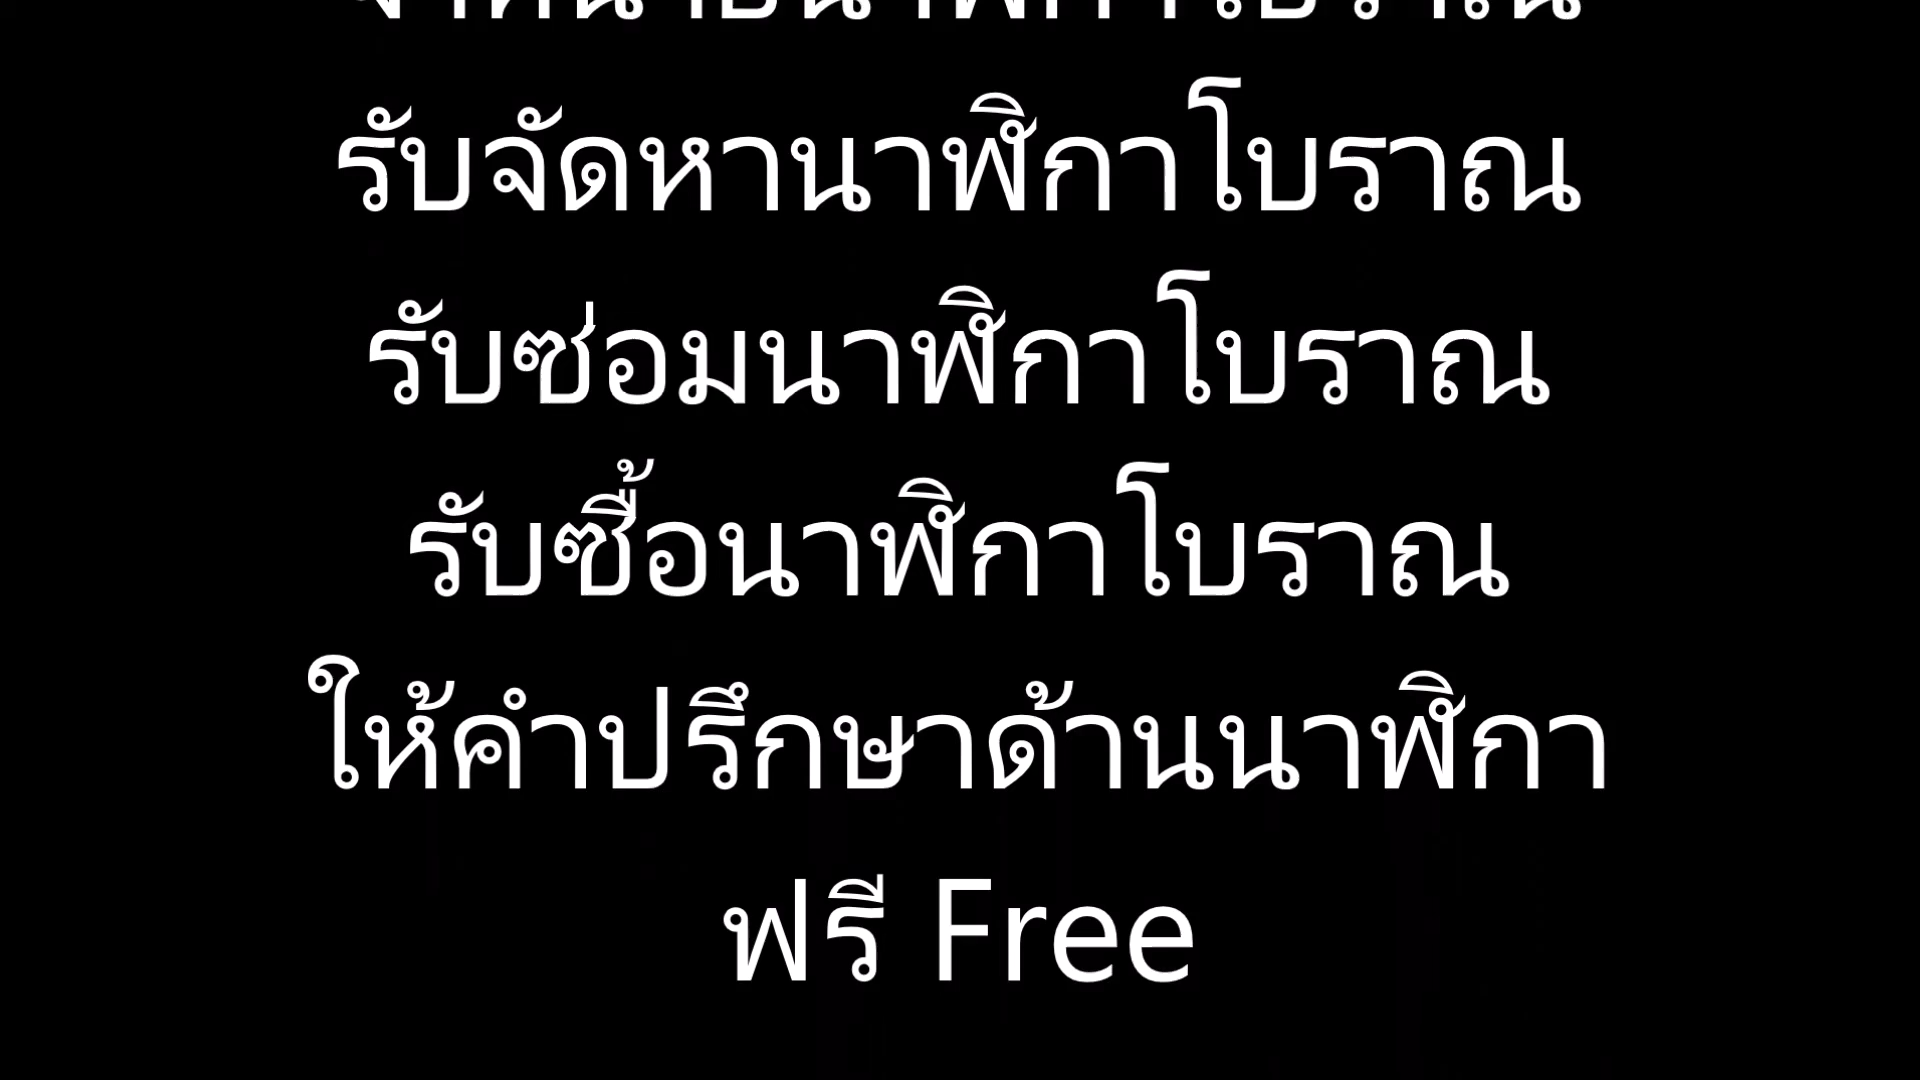 รับจัดหานาฬิกาโบราณ
รับซ่อมนาฬิกาโบราณ
รับซื้อนาฬิกาโบราณ
ให้คำปรึกษาด้านนาฬิกา
ฟรี Free